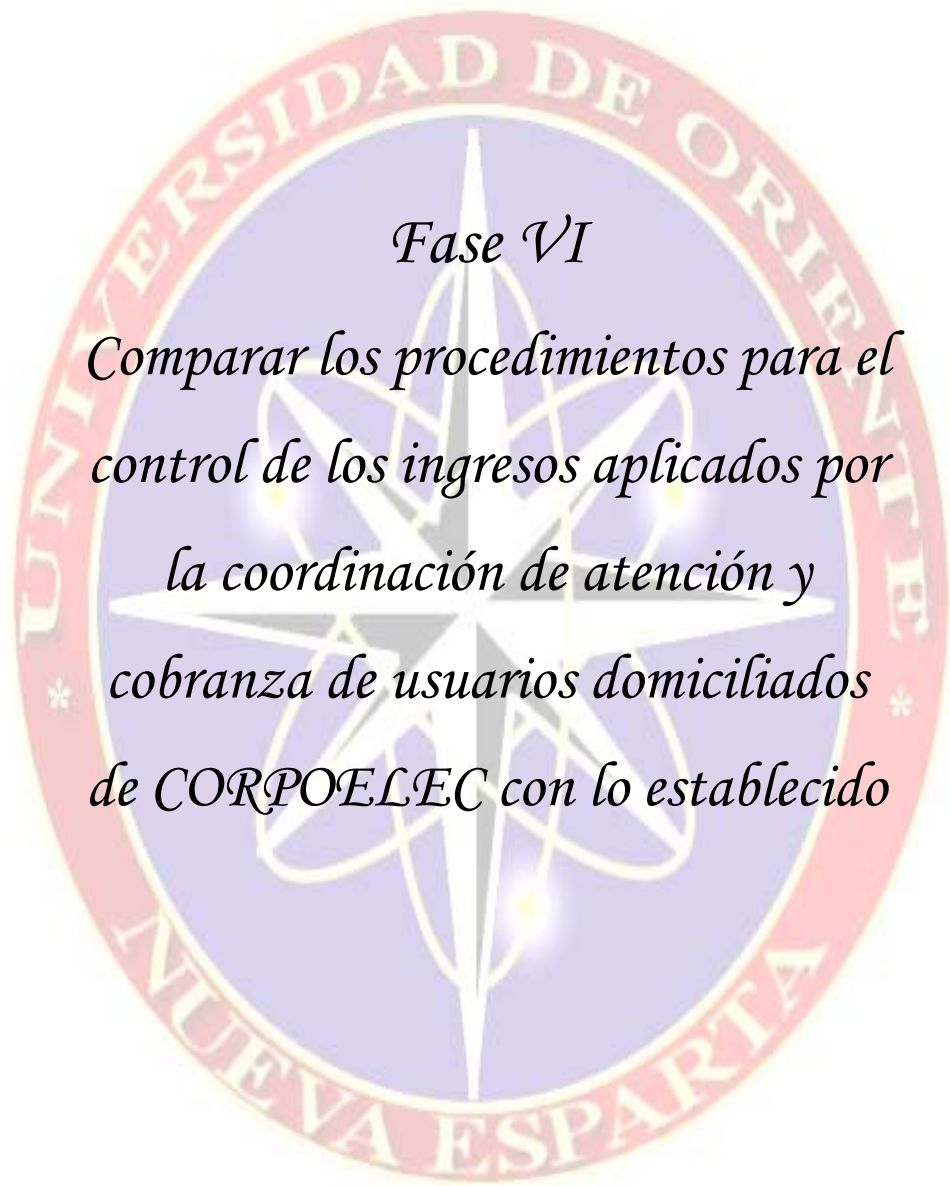 UNIVERSIDAD DE ORIENTE
Fase VI
Comparar los procedimientos para el
control de los ingresos aplicados por
la coordinación de atención y
cobranza de usuarios domiciliados
de CORPOELEC con lo establecido
* NUEVA ESPARTA *